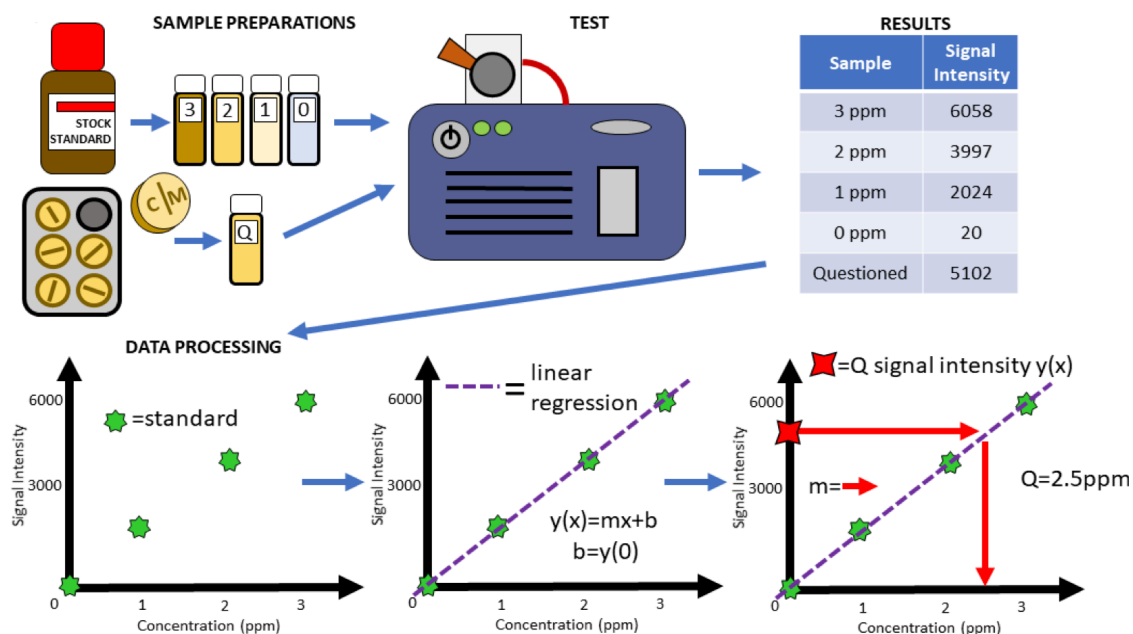 SAMPLE PREPARATIONS
TEST
RESULTS
STOCK
STANDARD
3 2 1 0
C M
Q
Sample Signal Intensity
3 ppm 6058
2 ppm 3997
1 ppm 2024
0 ppm 20
Questioned 5102
DATA PROCESSING
Signal Intensity
6000
3000
0
1 2 3
Concentration (ppm)
=standard
Signal Intensity
6000
3000
0
1 2 3
Concentration (ppm)
= linear
regression
y(x)=mx+b
b=y(0)
=Q signal intensity y(x)
Signal Intensity
6000
3000
0
1 2 3
Concentration (ppm)
m=
Q=2.5ppm